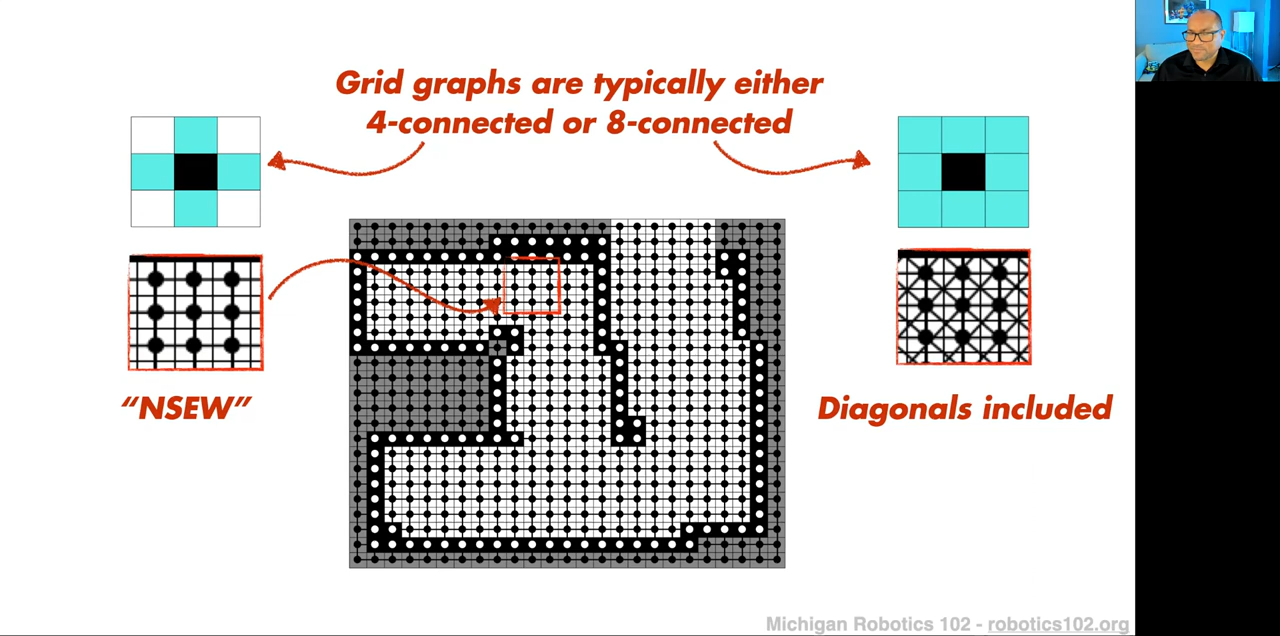 Grid graphs are typically either
4-connected or 8-connected
“NSEW”
Diagonals included
Michigan Robotics 102 - robotics102.org